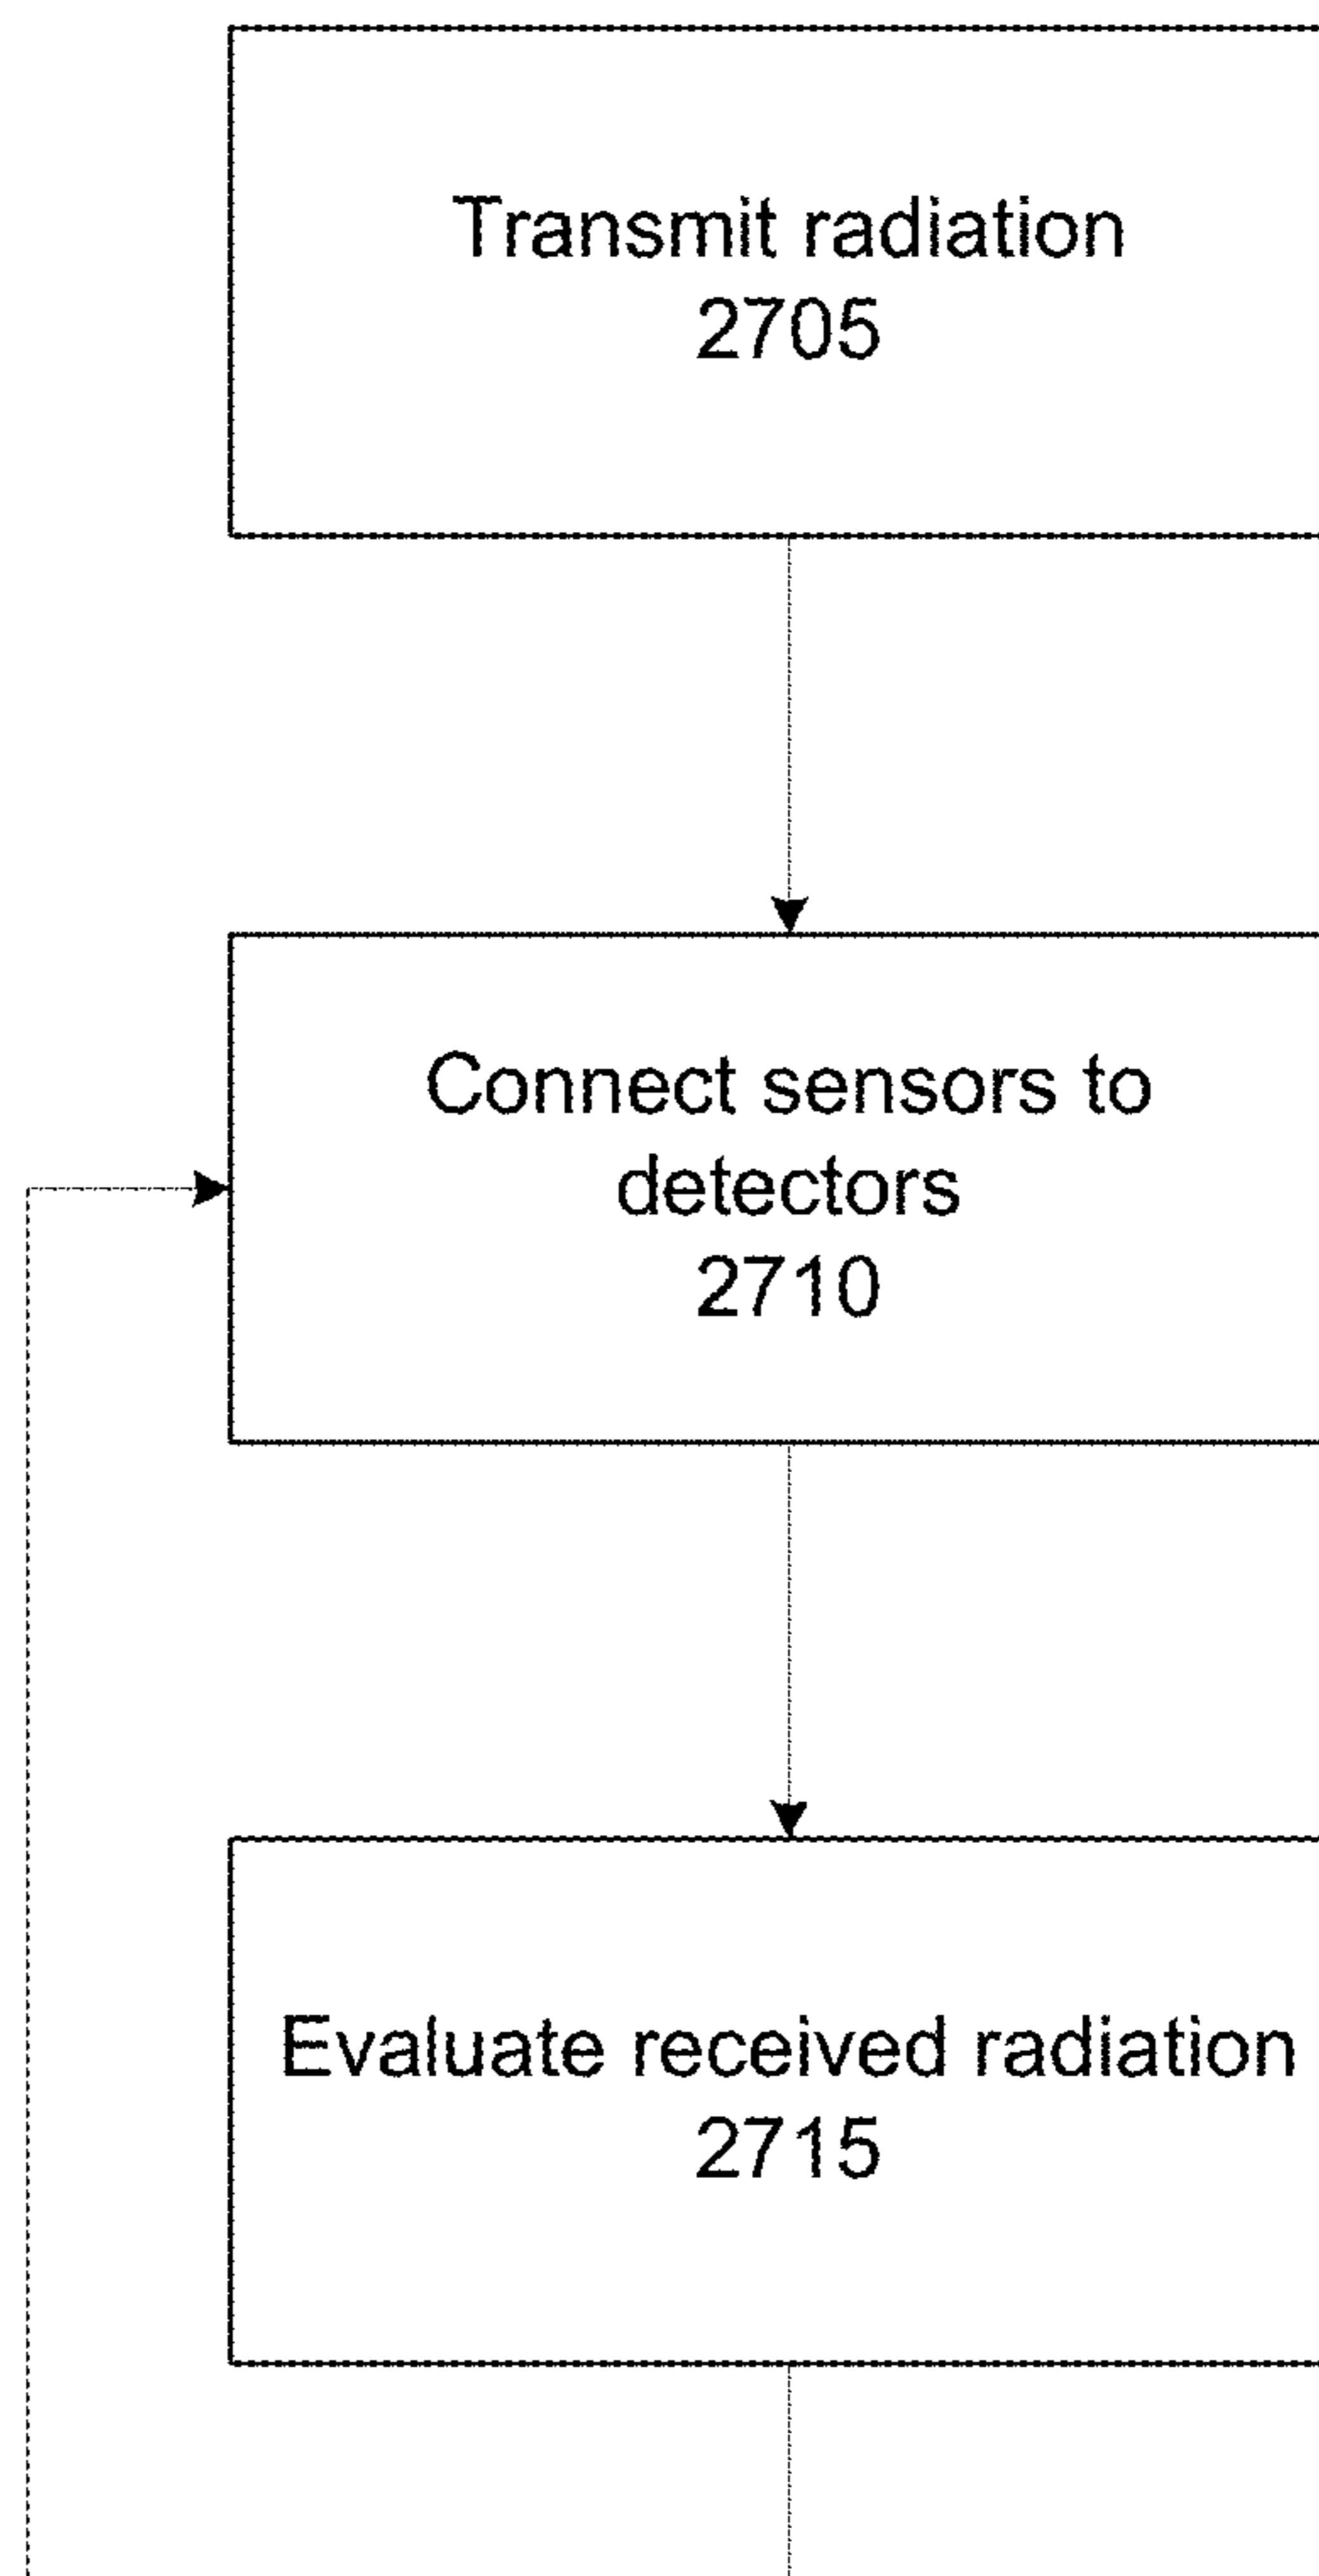 Transmit radiation
2705
Connect sensors to
detectors
2710
Evaluate received radiation
2715